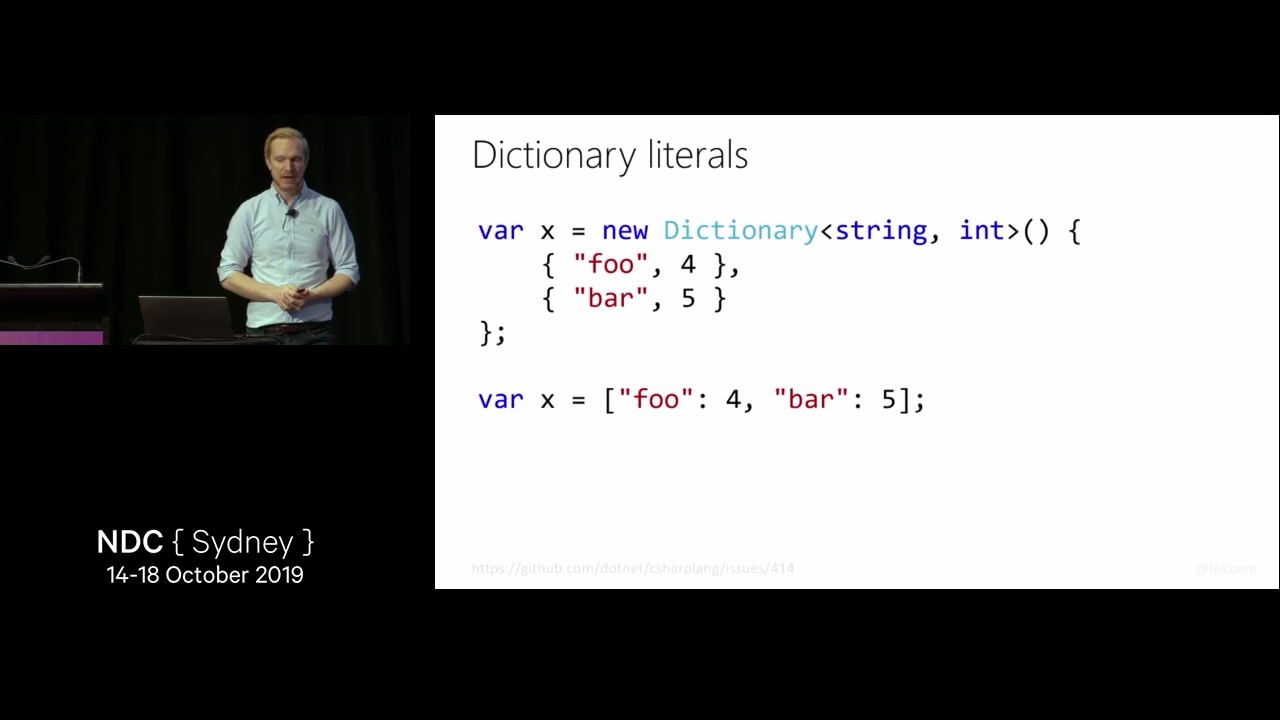 Dictionary literals
var x = new Dictionary<string, int>() {
    { "foo", 4 },
    { "bar", 5 }
};
var x = ["foo": 4, "bar": 5];
https://github.com/dotnet/csharplang/issues/414
@fekberg
NDC { Sydney }
14-18 October 2019